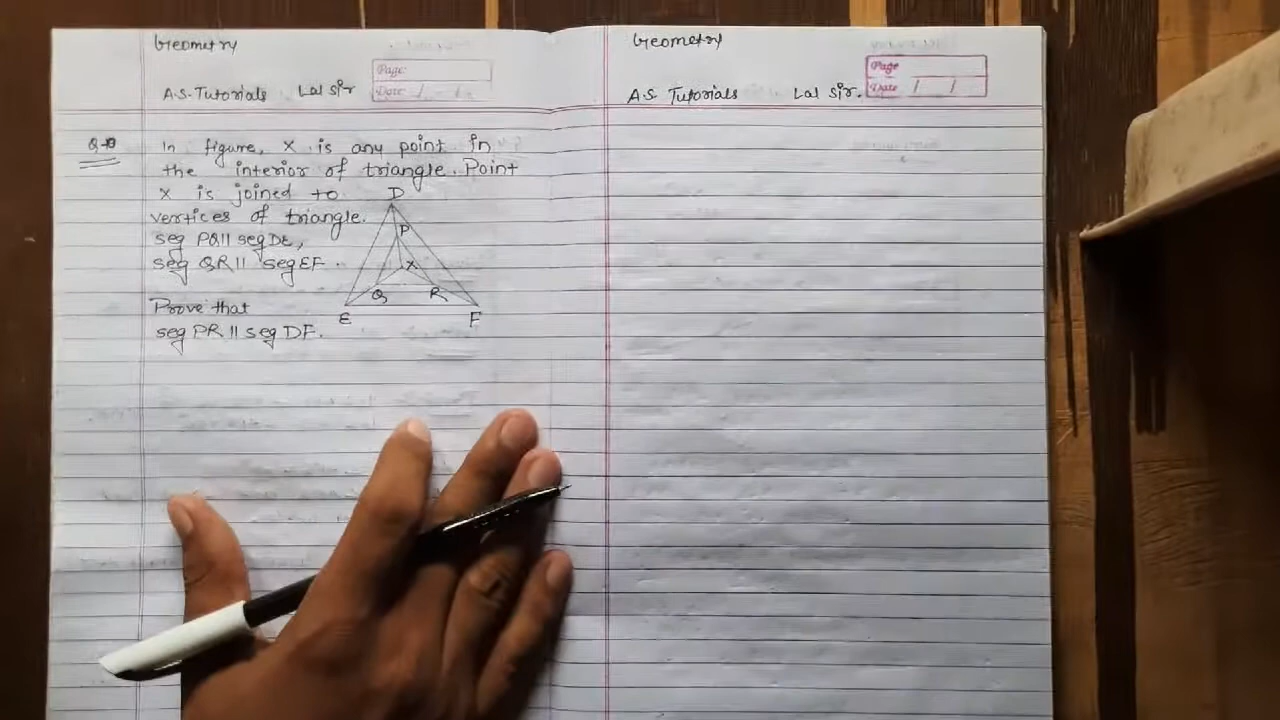 Geometry
A.S. Tutorials Lal Sir
Page:
Date: / /
In figure, X is any point in
the interior of triangle. Point
X is joined to
vertices of triangle.
seg PQ || seg DE,
seg QR || seg EF.
Prove that
seg PR || seg DF.
D
P
X
Q
R
E
F
Geometry
A.S. Tutorials Lal Sir.
Page
Date / /